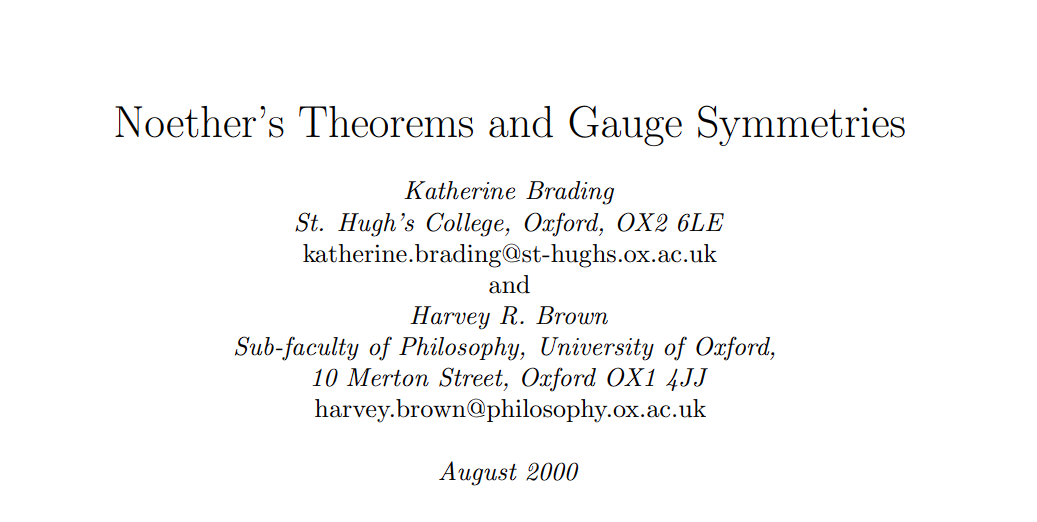 Noether's Theorems and Gauge Symmetries
Katherine Brading
St. Hugh's College, Oxford, OX2 6LE
katherine.brading@st-hughs.ox.ac.uk
and
Harvey R. Brown
Sub-faculty of Philosophy, University of Oxford,
10 Merton Street, Oxford OX1 4JJ
harvey.brown@philosophy.ox.ac.uk
August 2000